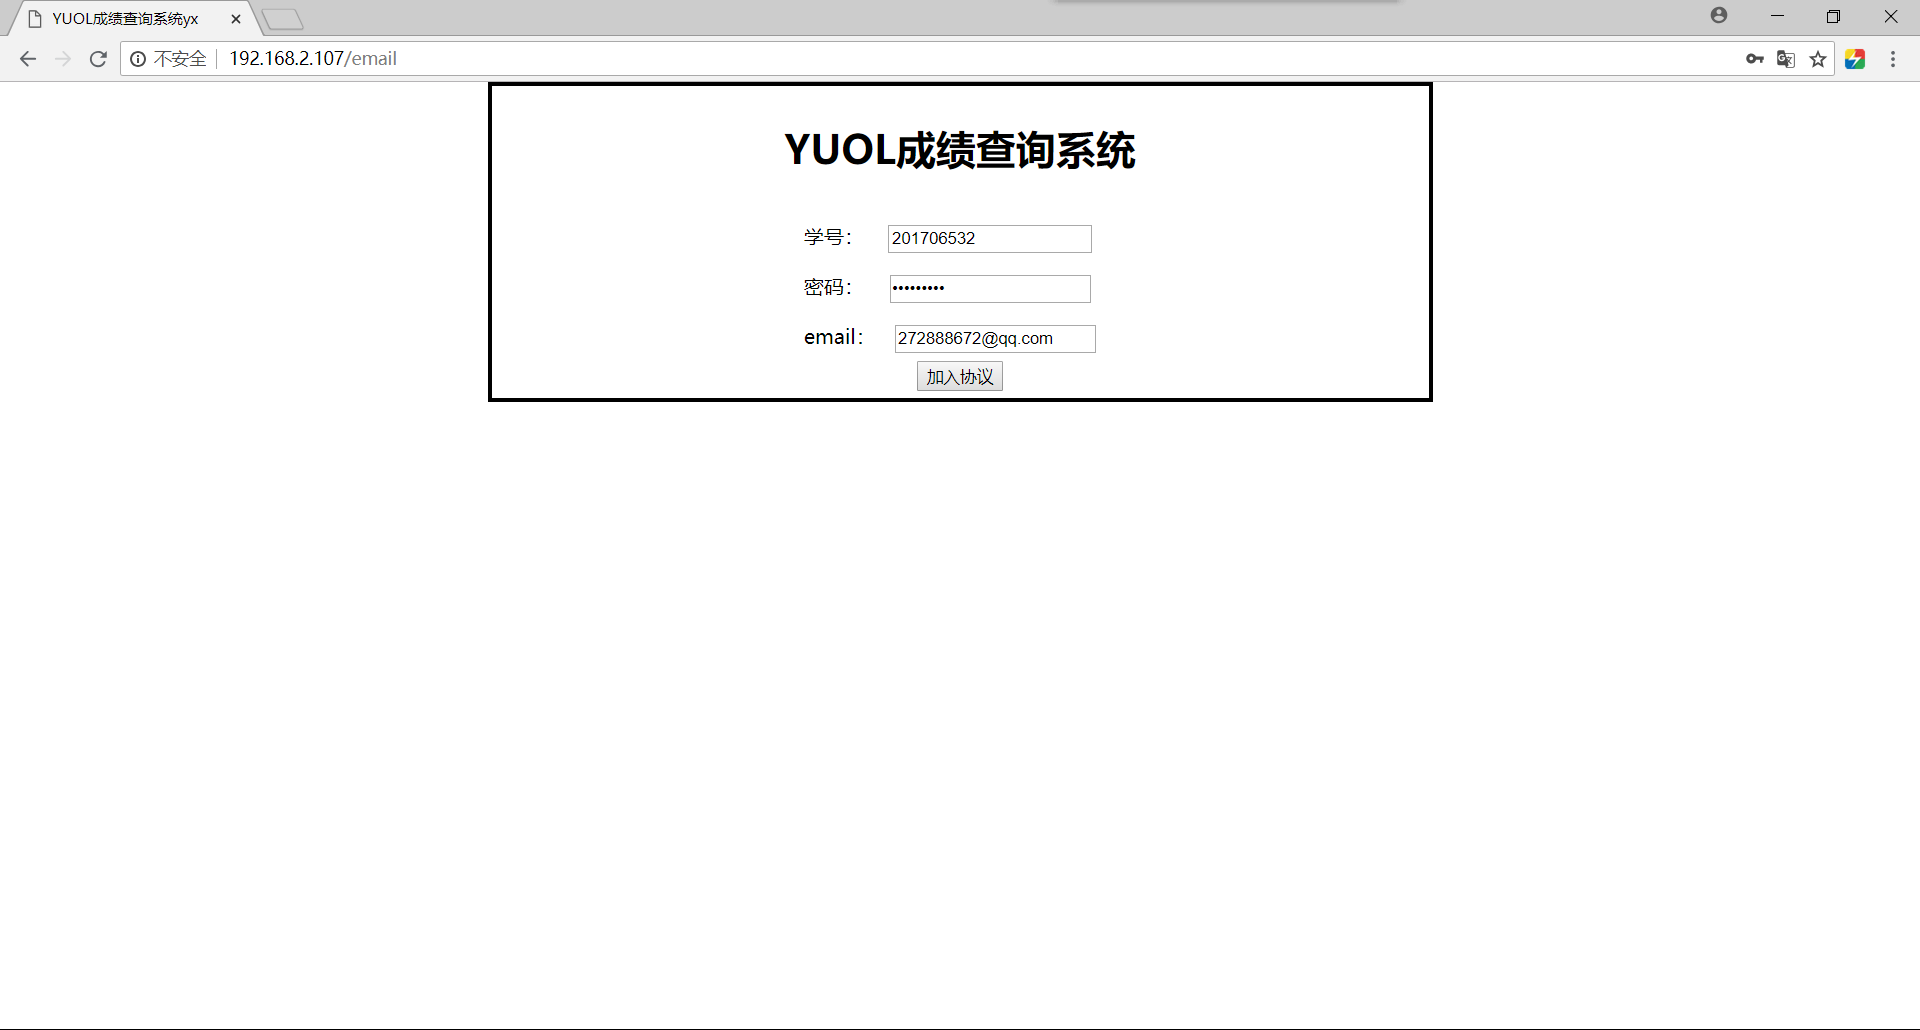 YUOL成绩查询系统yx
不安全 192.168.2.107/email
YUOL成绩查询系统
学号： 201706532
密码： •••••••••
email： 272888672@qq.com
加入协议